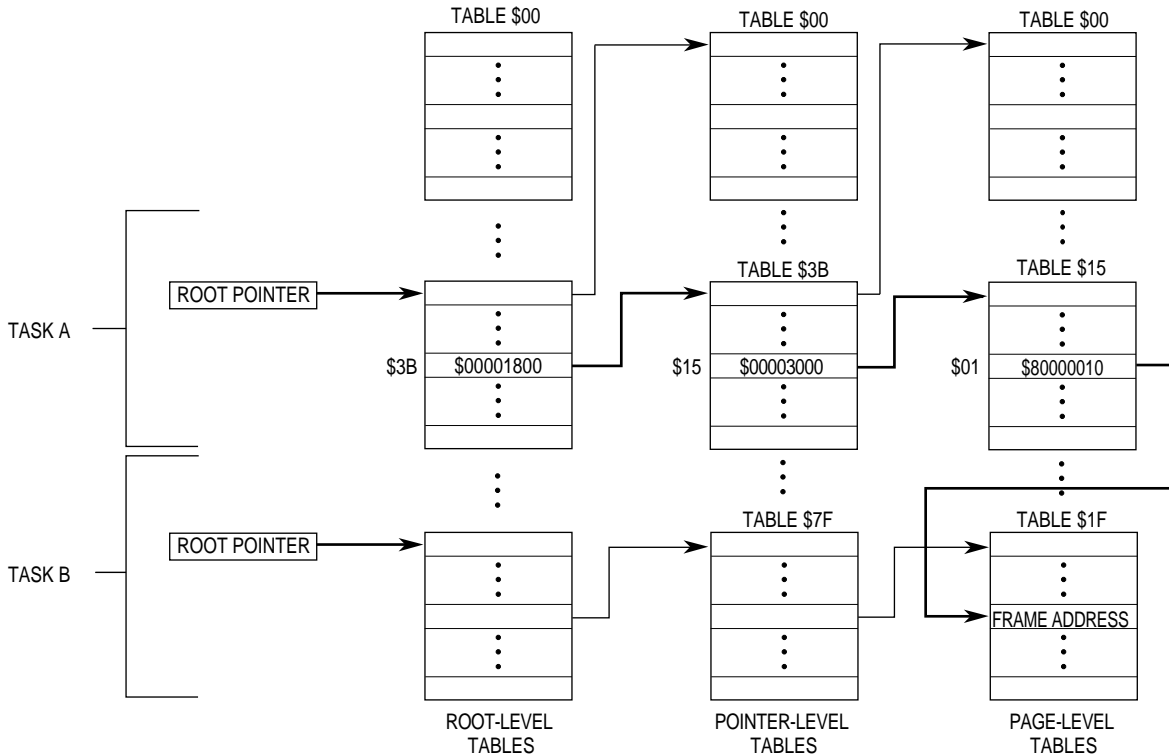 TABLE $00 TABLE $00 TABLE $00
TABLE $3B TABLE $15
ROOT POINTER
TASK A
$3B $00001800 $15 $00003000 $01 $80000010
TABLE $7F TABLE $1F
ROOT POINTER
TASK B
FRAME ADDRESS
ROOT-LEVEL POINTER-LEVEL PAGE-LEVEL
TABLES TABLES TABLES